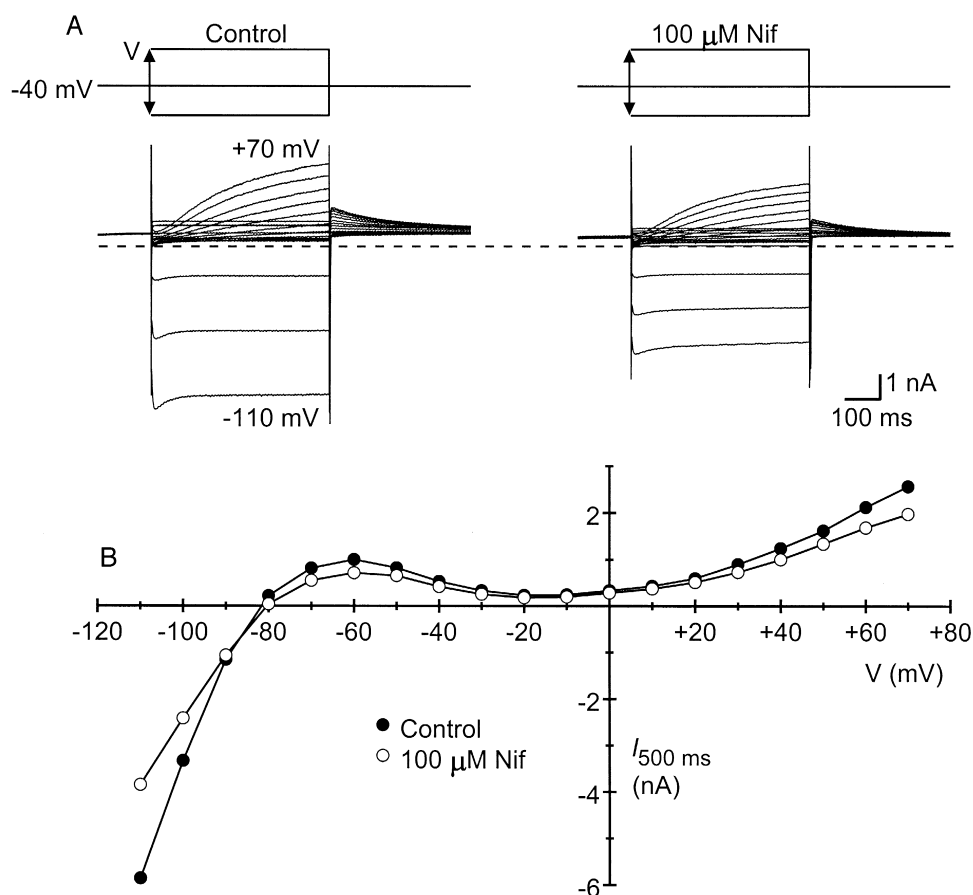 A
Control
100 μM Nif
V
-40 mV
+70 mV
-110 mV
1 nA
100 ms
B
2
-120 -100 -80 -60 -40 -20 +20 +40 +60 +80
V (mV)
-2
Control
100 μM Nif
I500 ms
(nA)
-4
-6